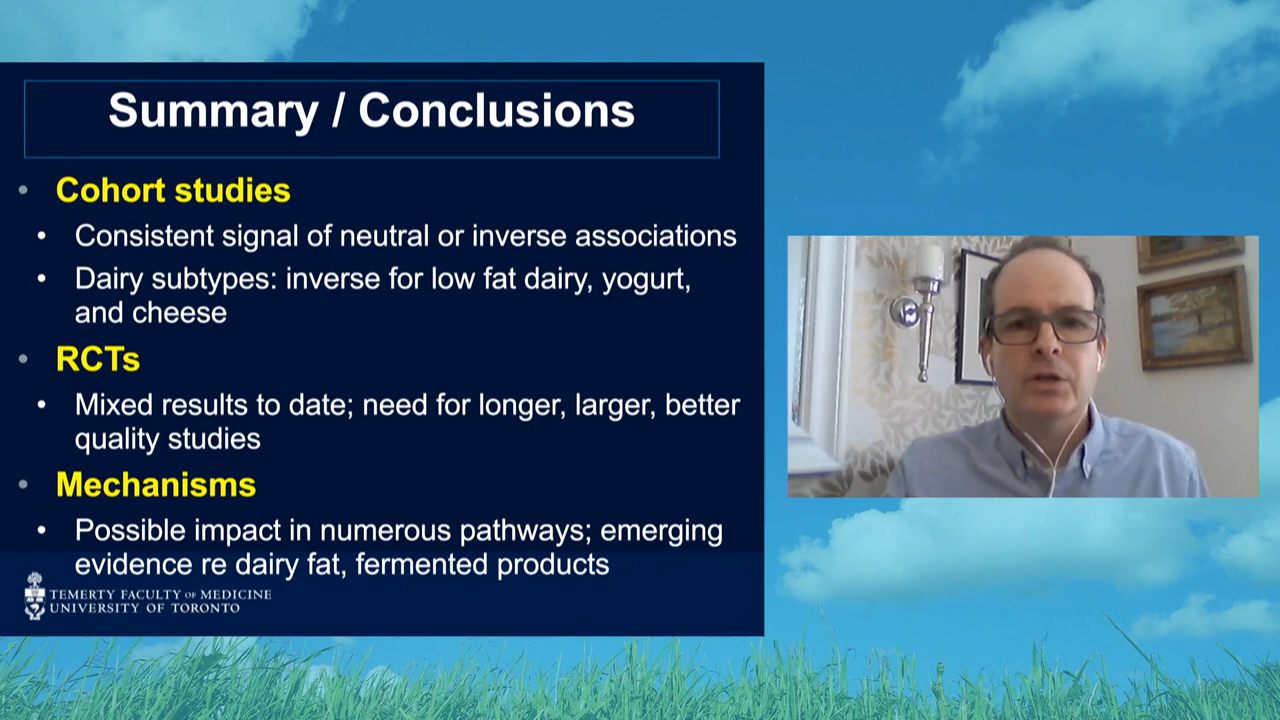 Summary / Conclusions
• Cohort studies
• Consistent signal of neutral or inverse associations
• Dairy subtypes: inverse for low fat dairy, yogurt,
and cheese
• RCTs
• Mixed results to date; need for longer, larger, better
quality studies
• Mechanisms
• Possible impact in numerous pathways; emerging
evidence re dairy fat, fermented products
TEMERTY FACULTY OF MEDICINE
UNIVERSITY OF TORONTO